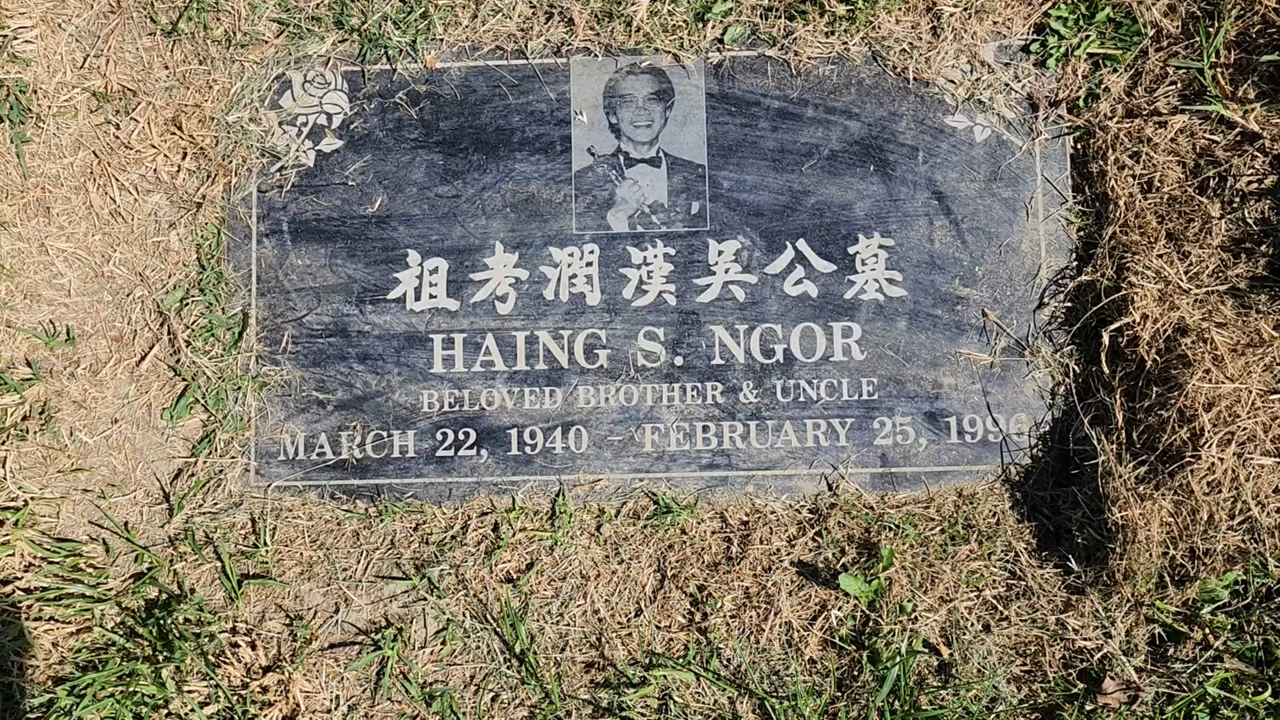 祖考潤漢吳公墓
HAING S. NGOR
BELOVED BROTHER & UNCLE
MARCH 22, 1940 - FEBRUARY 25, 1996